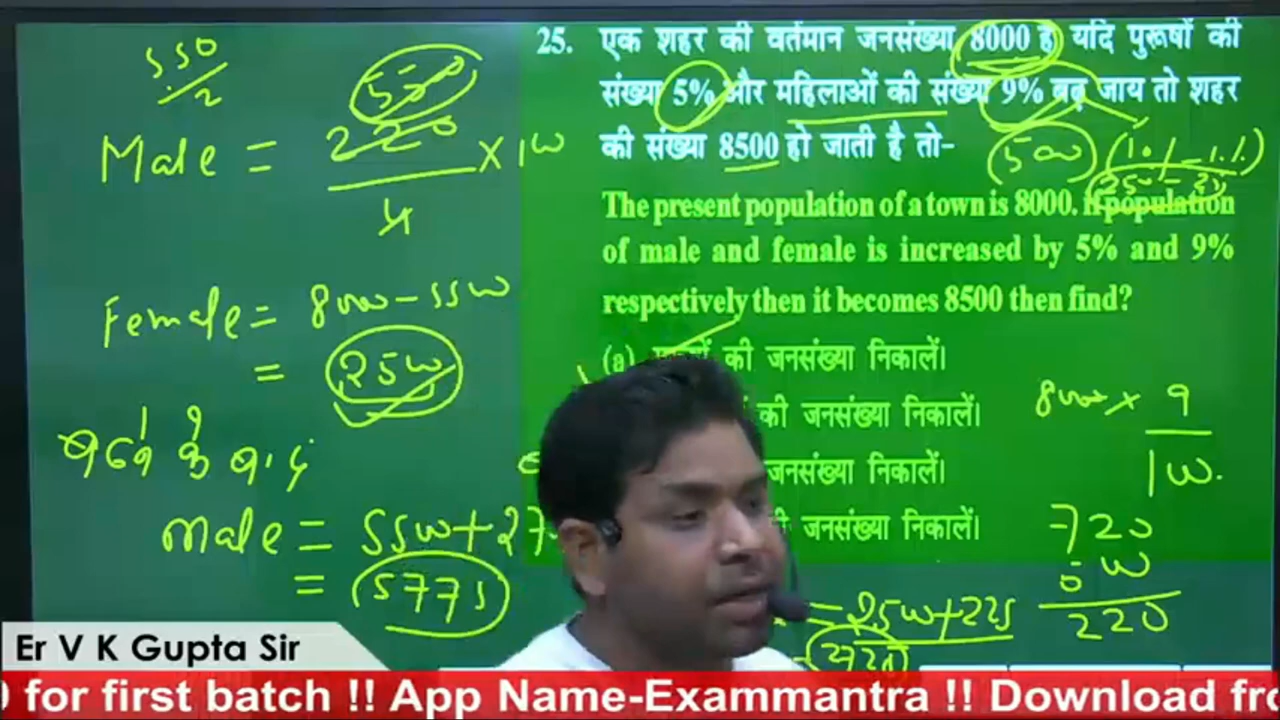 25. एक शहर की वर्तमान जनसंख्या 8000 है यदि पुरूषों की
संख्या 5% और महिलाओं की संख्या 9% बढ़ जाय तो शहर
की संख्या 8500 हो जाती है तो-
The present population of a town is 8000. If population
of male and female is increased by 5% and 9%
respectively then it becomes 8500 then find?
(a) की जनसंख्या निकालें।
की जनसंख्या निकालें।
जनसंख्या निकालें।
जनसंख्या निकालें।
550
/2
Male = 220 × 100
4
Female = 8000 - 5500
= 2500
Male = 5500 + 27
= 5775
8000 × 9
100
720
500
220
= 2500 + 225
Er V K Gupta Sir
for first batch !! App Name-Exammantra !! Download